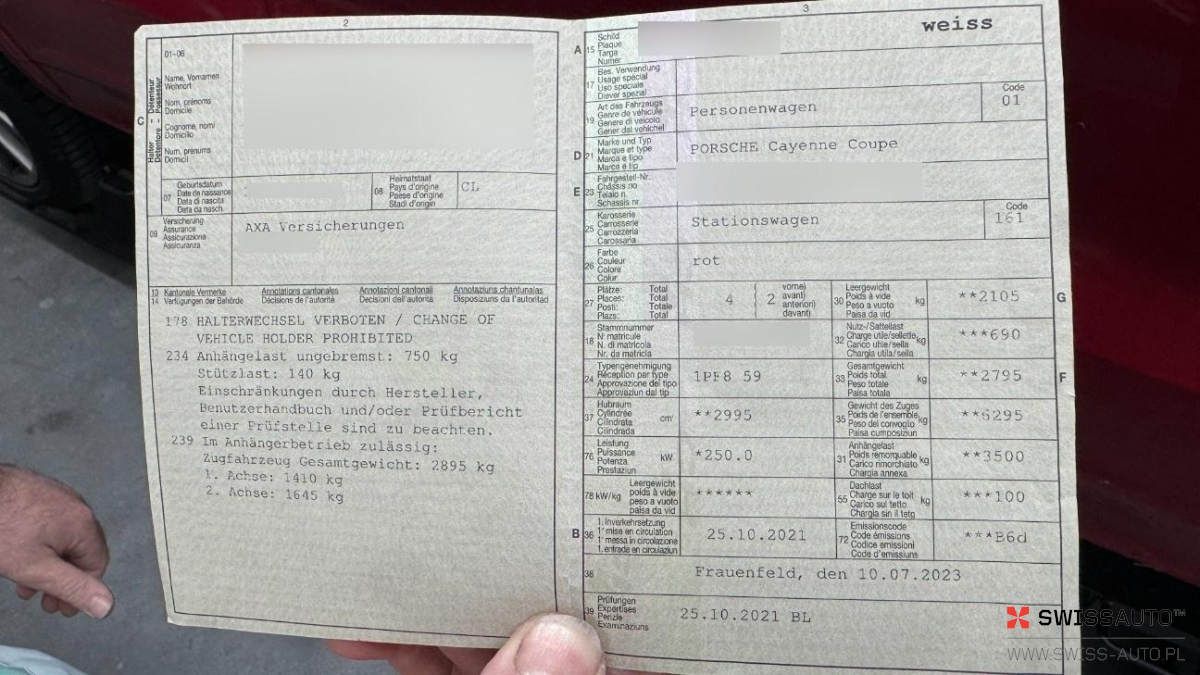 2
01-06
C
Halter - Détenteur
Detentore - Possessur
Name, Vornamen
Wohnort
Nom, prénoms
Domicile
Cognome, nomi
Domicilio
Num, prenums
Domicil
07
Geburtsdatum
Date de naissance
Data di nascita
Data da nasch.
08
Heimatstaat
Pays d'origine
Paese d'origine
Stadi d'origin
CL
09
Versicherung
Assurance
Assicurazione
Assicuranza
AXA Versicherungen
13 Kantonale Vermerke
14 Verfügungen der Behörde
Annotations cantonales
Décisions de l'autorité
Annotazioni cantonali
Decisioni dell'autorità
Annotaziuns chantunalas
Disposiziuns da l'autoritad
178 HALTERWECHSEL VERBOTEN / CHANGE OF
VEHICLE HOLDER PROHIBITED
234 Anhängelast ungebremst: 750 kg
Stützlast: 140 kg
Einschränkungen durch Hersteller,
Benutzerhandbuch und/oder Prüfbericht
einer Prüfstelle sind zu beachten.
239 Im Anhängerbetrieb zulässig:
Zugfahrzeug Gesamtgewicht: 2895 kg
1. Achse: 1410 kg
2. Achse: 1645 kg
3
A 15
Schild
Plaque
Targa
Numer
weiss
17
Bes. Verwendung
Usage spécial
Uso speciale
Diever spezial
19
Art des Fahrzeugs
Genre de véhicule
Genere di veicolo
Gener dal vehichel
Personenwagen
Code
01
D 21
Marke und Typ
Marque et type
Marca e tipo
Marca e tip
PORSCHE Cayenne Coupe
E 23
Fahrgestell-Nr.
Châssis no
Telaio n.
Schassis nr.
25
Karosserie
Carrosserie
Carrozzeria
Carossaria
Stationswagen
Code
161
26
Farbe
Couleur
Colore
Colur
rot
27
Plätze: Total
Places: Total
Posti: Totale
Plazs: Total
4 ( 2
vorne)
avant)
anteriori)
davant)
30
Leergewicht
Poids à vide
Peso a vuoto
Paisa da vid
kg
**2105
G
18
Stammnummer
N° matricule
N. di matricola
Nr. da matricla
32
Nutz-/Sattellast
Charge utile/sellette
Carico utile/sella
Chargia utila/sella
kg
***690
24
Typengenehmigung
Réception par type
Approvazione del tipo
Approvaziun dal tip
1PF8 59
33
Gesamtgewicht
Poids total
Peso totale
Paisa totala
kg
**2795
F
37
Hubraum
Cylindrée
Cilindrata
Cilindrada
cm³
**2995
35
Gewicht des Zuges
Poids de l'ensemble
Peso del convoglio
Paisa cumposiziun
kg
**6295
76
Leistung
Puissance
Potenza
Prestaziun
kW
*250.0
31
Anhängelast
Poids remorquable
Carico rimorchiato
Chargia annexa
kg
**3500
78 kW/kg
Leergewicht
poids à vide
peso a vuoto
paisa da vid
******
55
Dachlast
Charge sur le toit
Carico sul tetto
Chargia sin il tetg
kg
***100
B 36
1. Inverkehrsetzung
1re mise en circulation
1a messa in circolazione
1. entrade en circulaziun
25.10.2021
72
Emissionscode
Code émissions
Codice emissioni
Code d'emissiuns
***B6d
38
Frauenfeld, den 10.07.2023
39
Prüfungen
Expertises
Perizie
Examinaziuns
25.10.2021 BL
SWISSAUTO™
WWW.SWISS-AUTO.PL